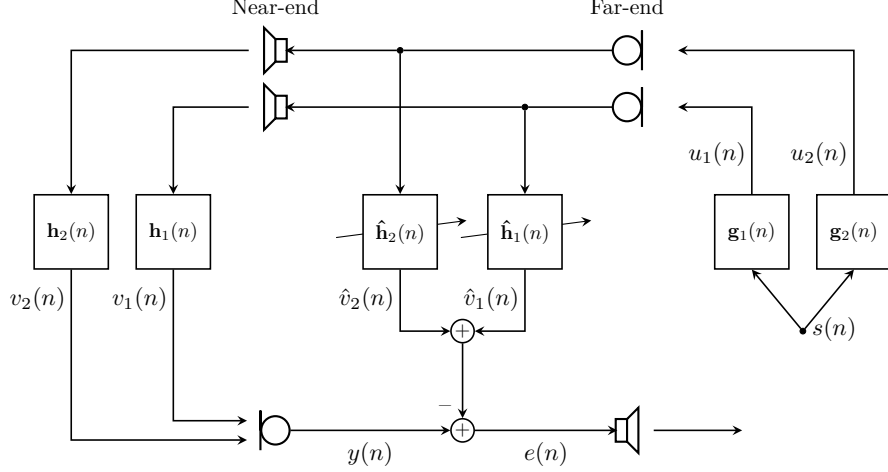 Near-end
Far-end
u₁(n)
u₂(n)
h₂(n)
h₁(n)
ĥ₂(n)
ĥ₁(n)
g₁(n)
g₂(n)
v₂(n)
v₁(n)
v̂₂(n)
v̂₁(n)
+
s(n)
−
+
y(n)
e(n)